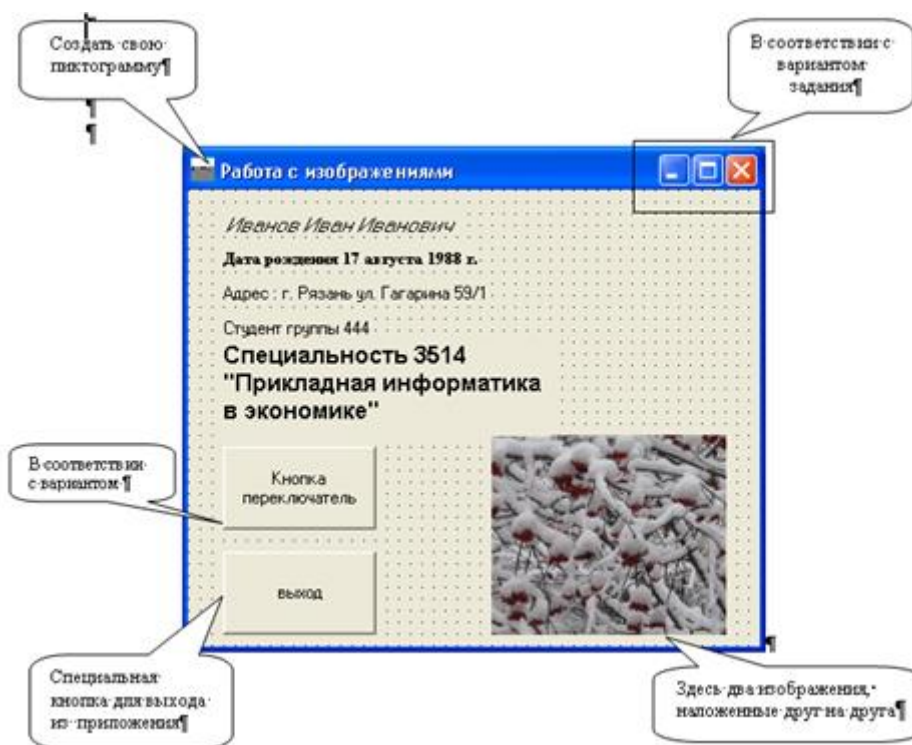 Создать свою
пиктограмму¶
В соответствии с
вариантом
задания¶
¶
¶
Работа с изображениями
Иванов Иван Иванович
Дата рождения 17 августа 1988 г.
Адрес : г. Рязань ул. Гагарина 59/1
Студент группы 444
Специальность 3514
"Прикладная информатика
в экономике"
В соответствии
с вариантом ¶
Кнопка
переключатель
выход
¶
Специальная
кнопка для выхода
из приложения¶
Здесь два изображения,
наложенные друг на друга¶